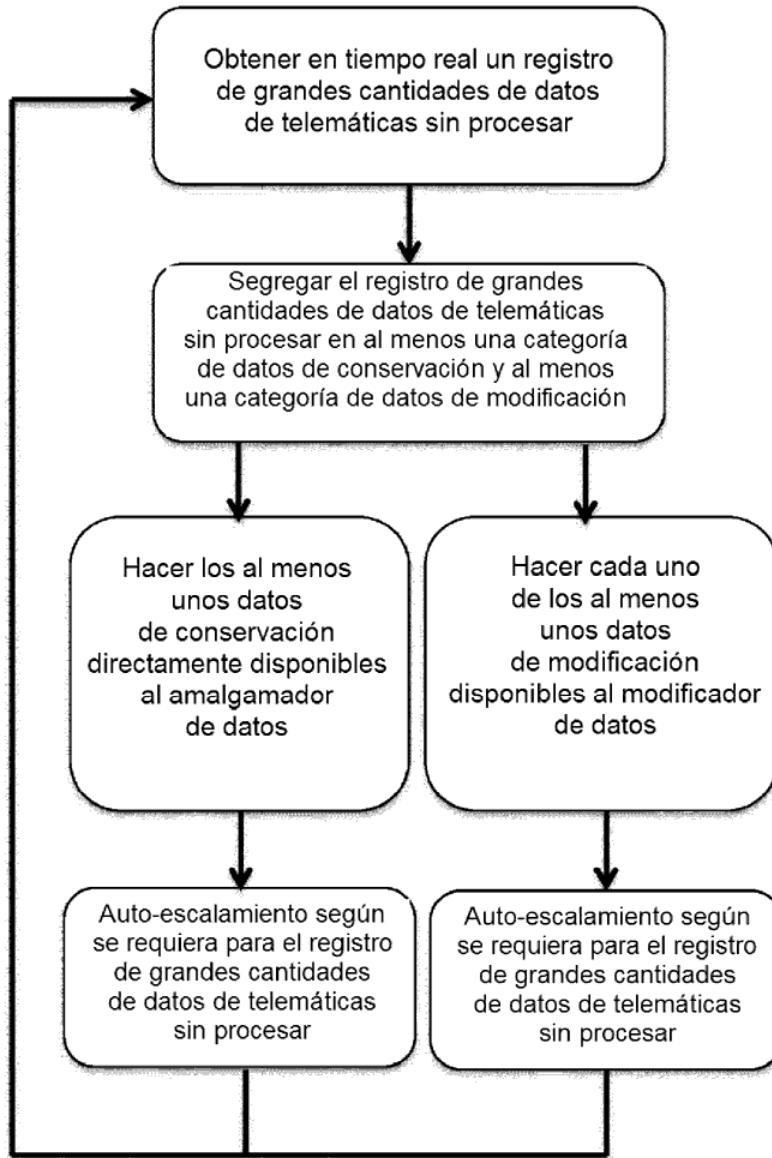 Obtener en tiempo real un registro
de grandes cantidades de datos
de telemáticas sin procesar
Segregar el registro de grandes
cantidades de datos de telemáticas
sin procesar en al menos una categoría
de datos de conservación y al menos
una categoría de datos de modificación
Hacer los al menos
unos datos
de conservación
directamente disponibles
al amalgamador
de datos
Hacer cada uno
de los al menos
unos datos
de modificación
disponibles al modificador
de datos
Auto-escalamiento según
se requiera para el registro
de grandes cantidades
de datos de telemáticas
sin procesar
Auto-escalamiento según
se requiera para el registro
de grandes cantidades
de datos de telemáticas
sin procesar